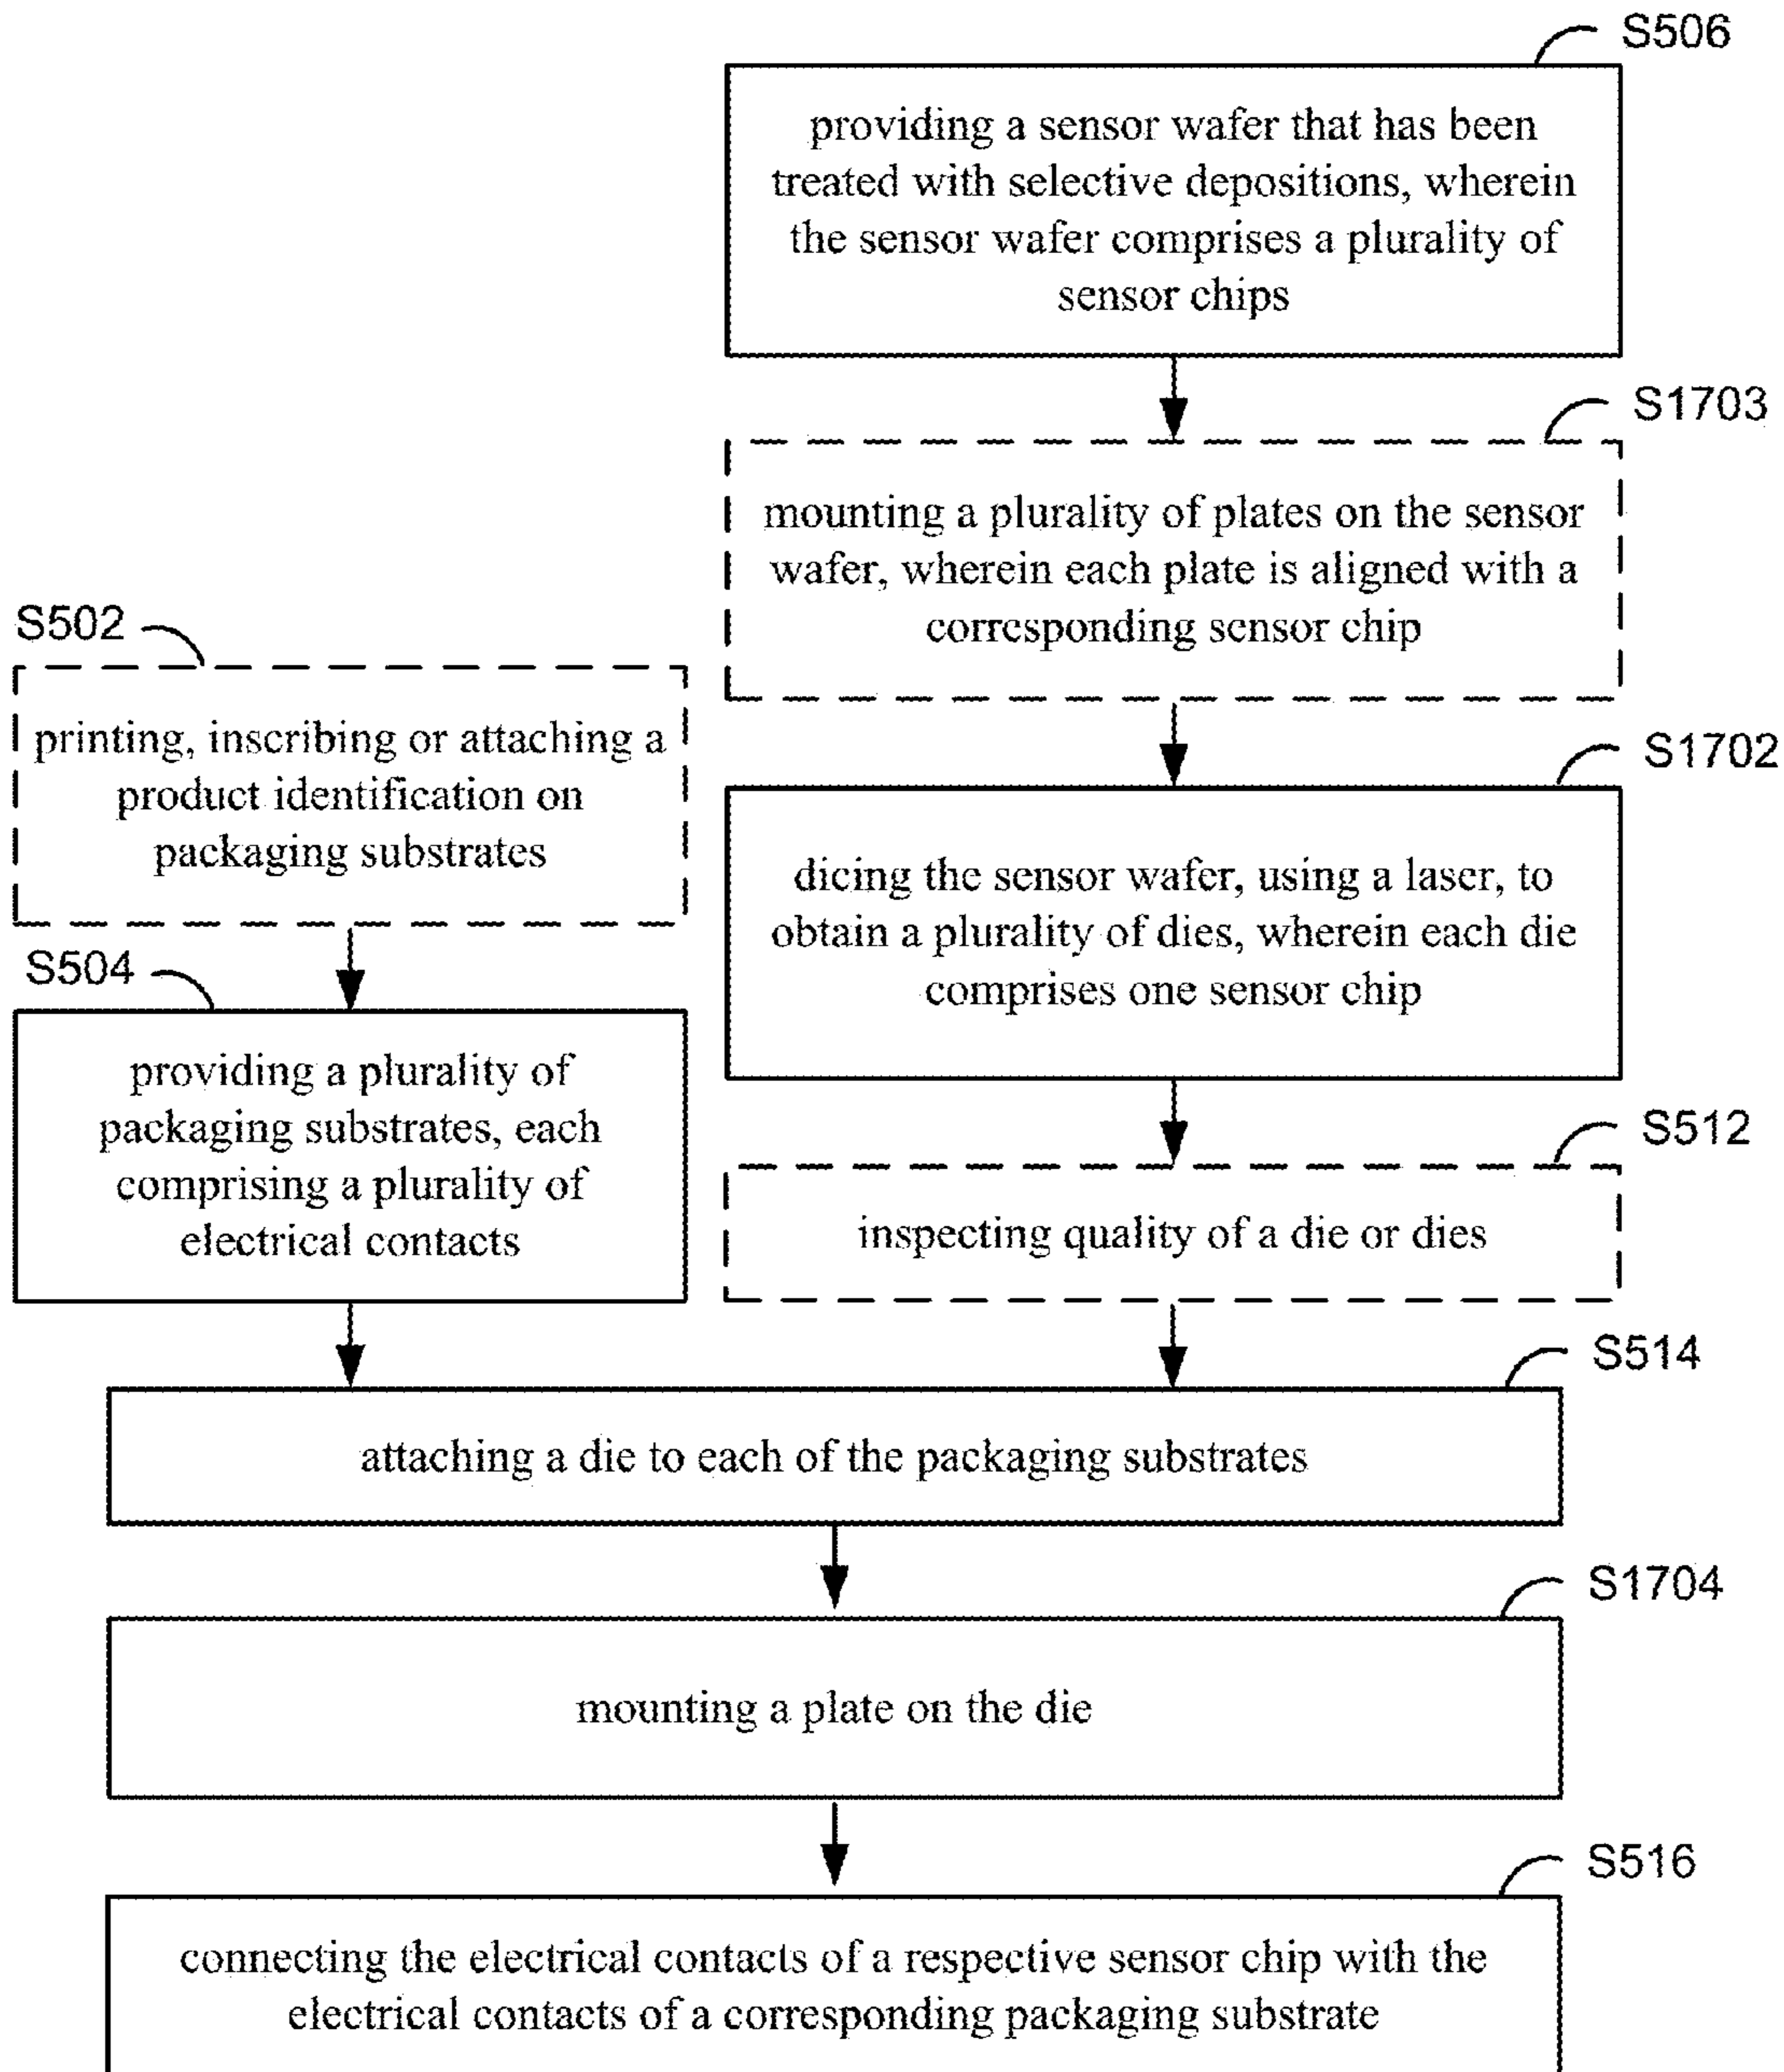 S506
providing a sensor wafer that has been
treated with selective depositions, wherein
the sensor wafer comprises a plurality of
sensor chips
S1703
mounting a plurality of plates on the sensor
wafer, wherein each plate is aligned with a
corresponding sensor chip
S502
printing, inscribing or attaching a
product identification on
packaging substrates
S1702
dicing the sensor wafer, using a laser, to
obtain a plurality of dies, wherein each die
comprises one sensor chip
S504
providing a plurality of
packaging substrates, each
comprising a plurality of
electrical contacts
S512
inspecting quality of a die or dies
S514
attaching a die to each of the packaging substrates
S1704
mounting a plate on the die
S516
connecting the electrical contacts of a respective sensor chip with the
electrical contacts of a corresponding packaging substrate